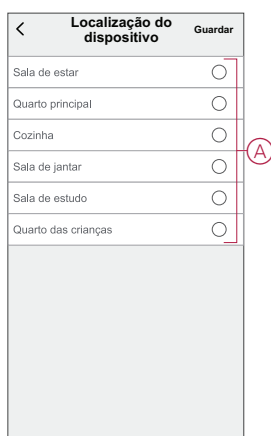 Localização do
dispositivo
Guardar
Sala de estar
Quarto principal
Cozinha
Sala de jantar
Sala de estudo
Quarto das crianças
A